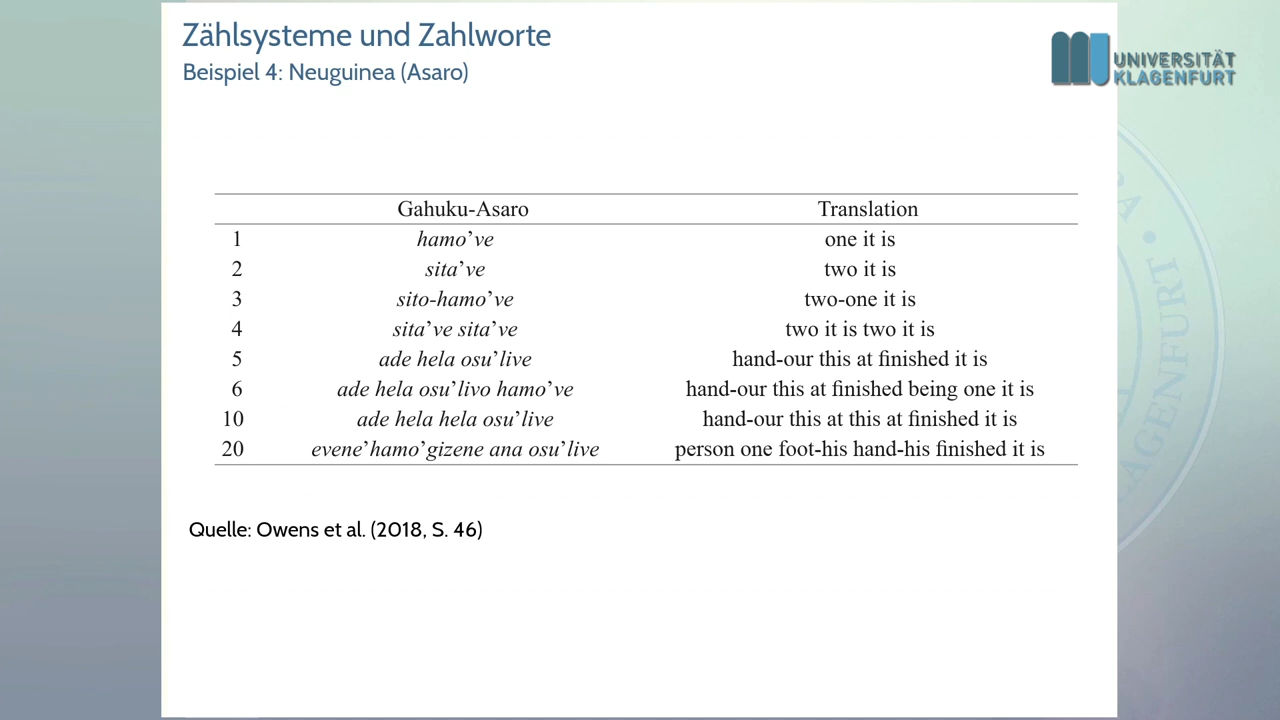 Zählsysteme und Zahlworte
Beispiel 4: Neuguinea (Asaro)
UNIVERSITÄT
KLAGENFURT
Gahuku-Asaro Translation
1 hamo’ve one it is
2 sita’ve two it is
3 sito-hamo’ve two-one it is
4 sita’ve sita’ve two it is two it is
5 ade hela osu’live hand-our this at finished it is
6 ade hela osu’livo hamo’ve hand-our this at finished being one it is
10 ade hela hela osu’live hand-our this at this at finished it is
20 evene’hamo’gizene ana osu’live person one foot-his hand-his finished it is
Quelle: Owens et al. (2018, S. 46)